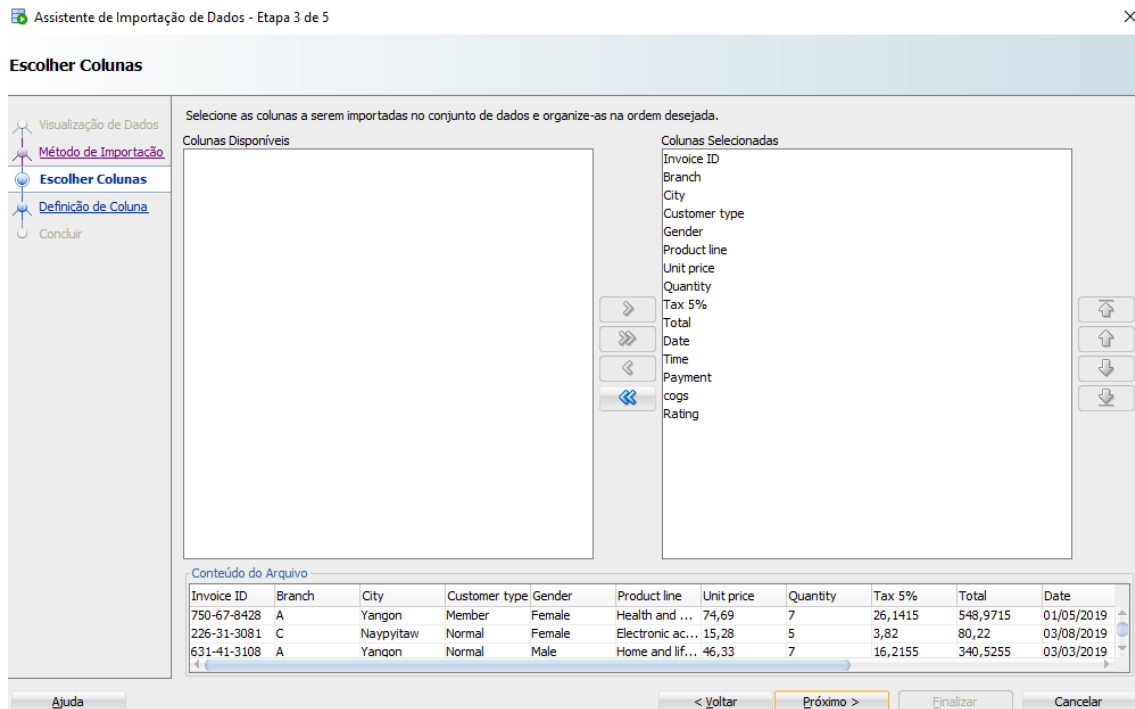 Assistente de Importação de Dados - Etapa 3 de 5
Escolher Colunas
Visualização de Dados
Método de Importação
Escolher Colunas
Definição de Coluna
Concluir
Selecione as colunas a serem importadas no conjunto de dados e organize-as na ordem desejada.
Colunas Disponíveis
Colunas Selecionadas
Invoice ID
Branch
City
Customer type
Gender
Product line
Unit price
Quantity
Tax 5%
Total
Date
Time
Payment
cogs
Rating
Conteúdo do Arquivo
Invoice ID Branch City Customer type Gender Product line Unit price Quantity Tax 5% Total Date
750-67-8428 A Yangon Member Female Health and ... 74,69 7 26,1415 548,9715 01/05/2019
226-31-3081 C Naypyitaw Normal Female Electronic ac... 15,28 5 3,82 80,22 03/08/2019
631-41-3108 A Yangon Normal Male Home and lif... 46,33 7 16,2155 340,5255 03/03/2019
Ajuda < Voltar Próximo > Finalizar Cancelar